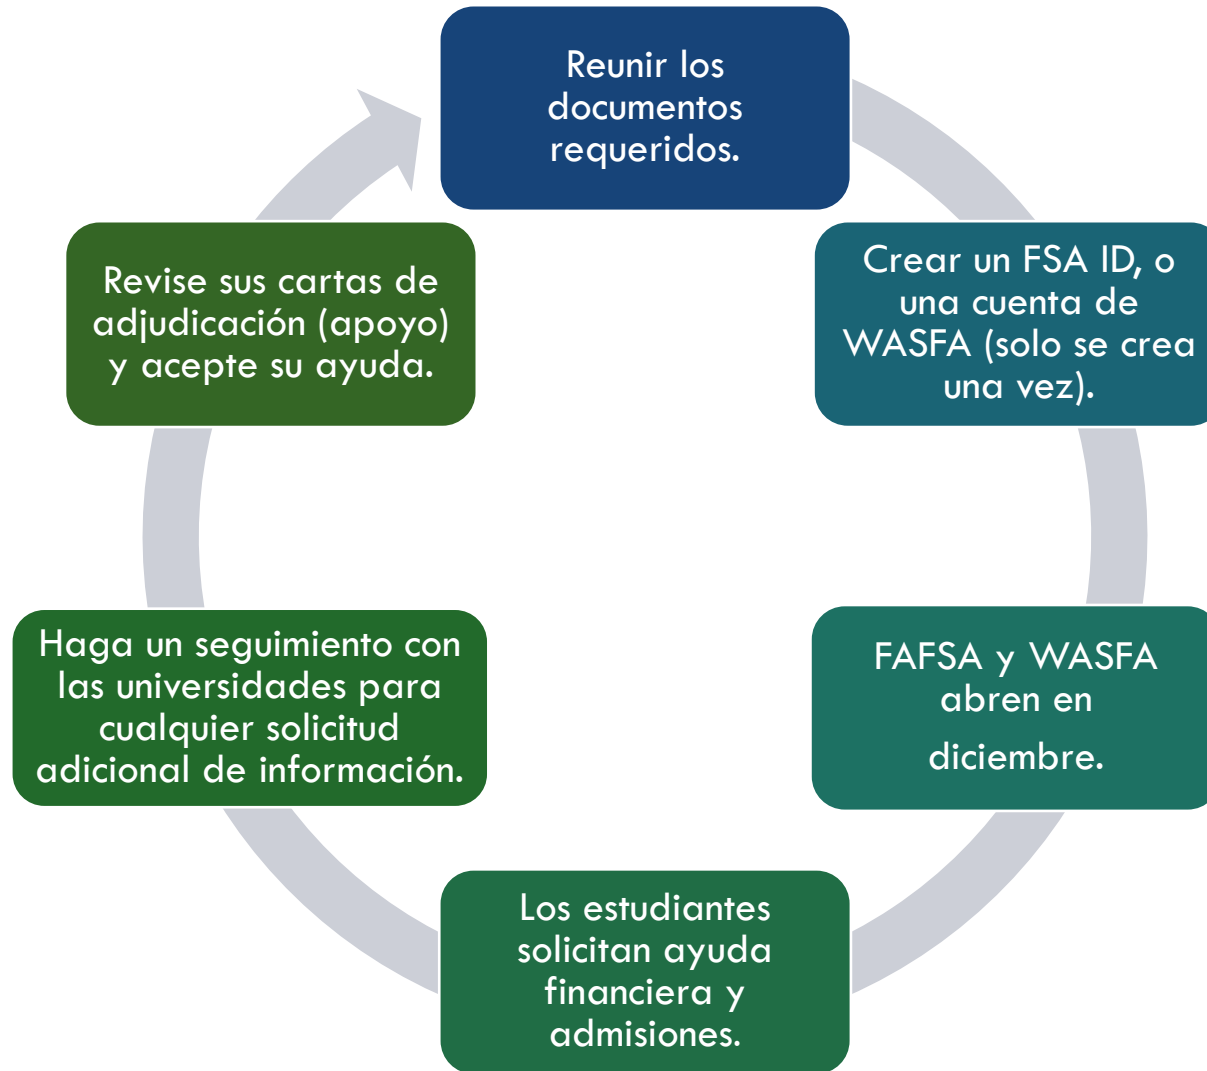 Reunir los
documentos
requeridos.
Crear un FSA ID, o
una cuenta de
WASFA (solo se crea
una vez).
FAFSA y WASFA
abren en
diciembre.
Los estudiantes
solicitan ayuda
financiera y
admisiones.
Haga un seguimiento con
las universidades para
cualquier solicitud
adicional de información.
Revise sus cartas de
adjudicación (apoyo)
y acepte su ayuda.